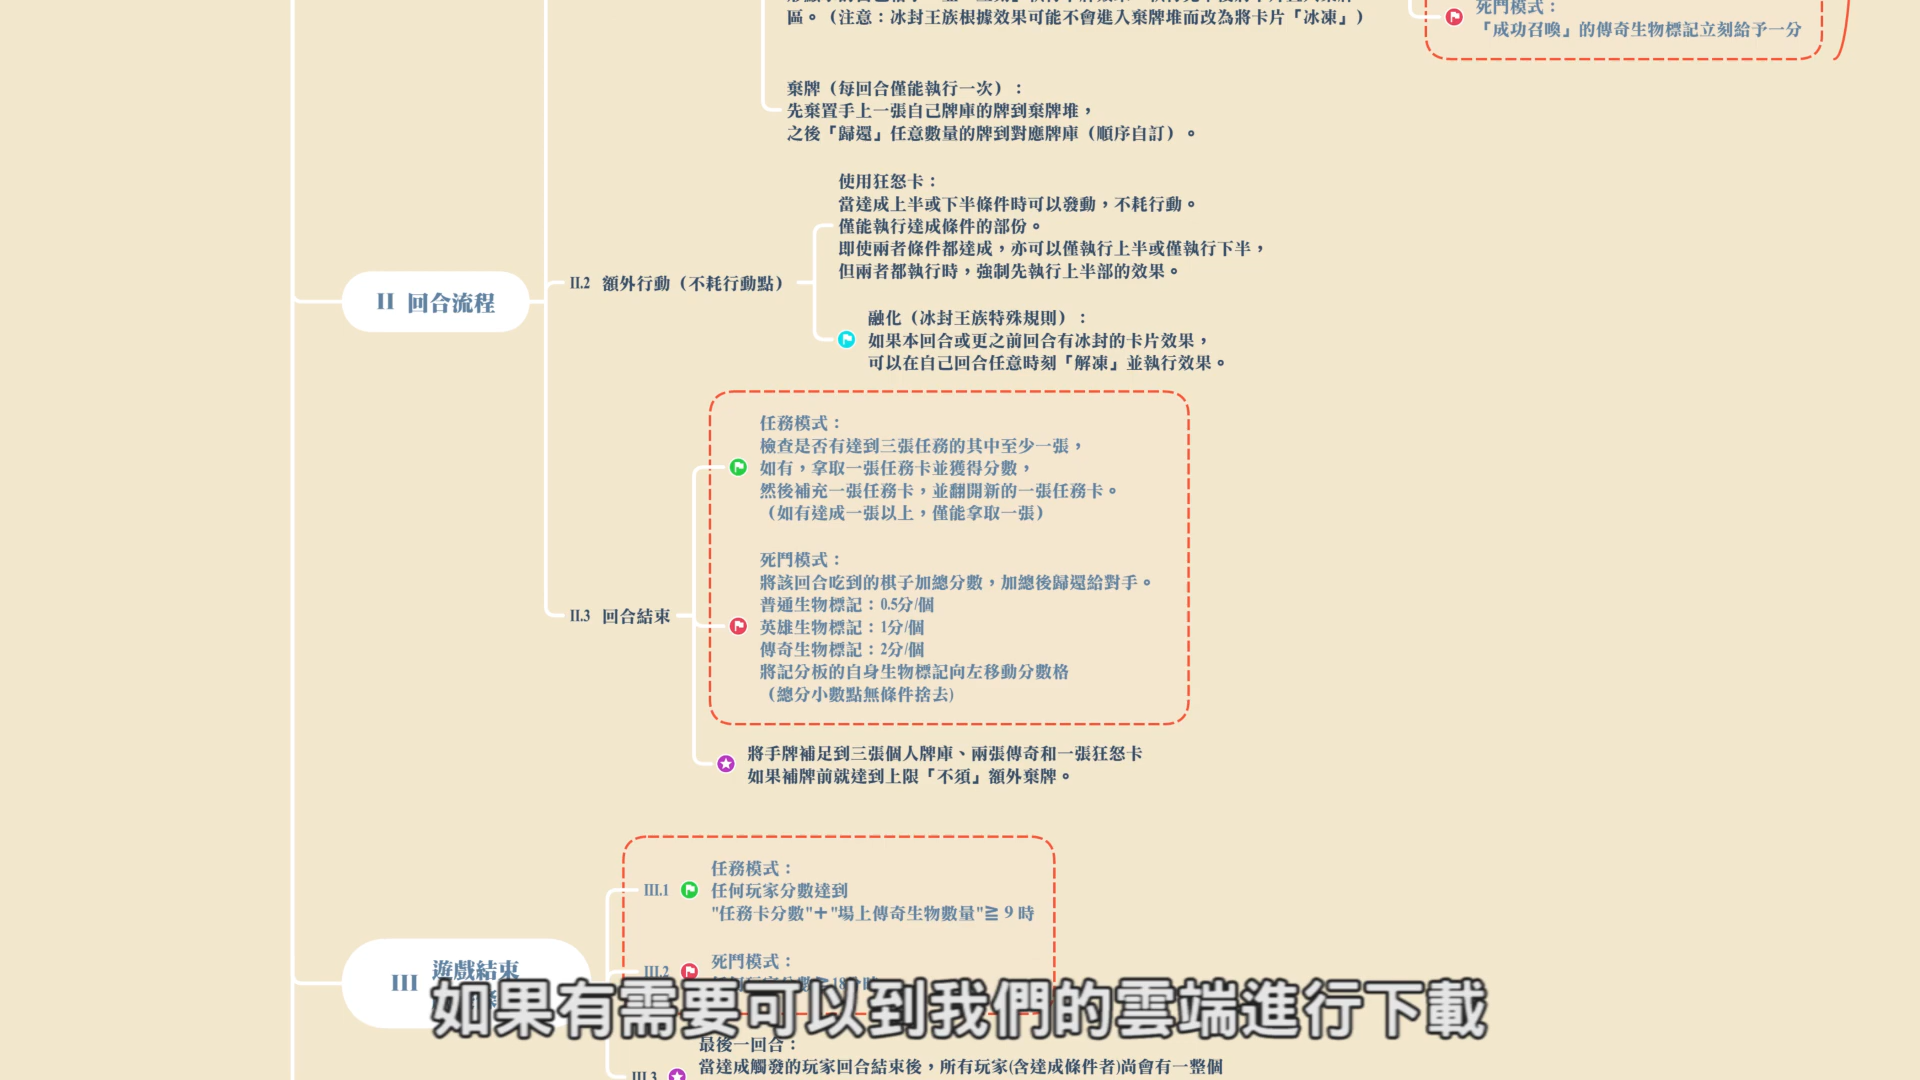 區。（注意：冰封王族根據效果可能不會進入棄牌堆而改為將卡片『冰凍』）
死鬥模式：
『成功召喚』的傳奇生物標記立刻給予一分
棄牌（每回合僅能執行一次）：
先棄置手上一張自己牌庫的牌到棄牌堆，
之後『歸還』任意數量的牌到對應牌庫（順序自訂）。
使用狂怒卡：
當達成上半或下半條件時可以發動，不耗行動。
僅能執行達成條件的部份。
即使兩者條件都達成，亦可以僅執行上半或僅執行下半，
但兩者都執行時，強制先執行上半部的效果。
II 回合流程
II.2 額外行動（不耗行動點）
融化（冰封王族特殊規則）：
如果本回合或更之前回合有冰封的卡片效果，
可以在自己回合任意時刻『解凍』並執行效果。
任務模式：
檢查是否有達到三張任務的其中至少一張，
如有，拿取一張任務卡並獲得分數，
然後補充一張任務卡，並翻開新的一張任務卡。
（如有達成一張以上，僅能拿取一張）
死鬥模式：
將該回合吃到的棋子加總分數，加總後歸還給對手。
普通生物標記：0.5分/個
II.3 回合結束
英雄生物標記：1分/個
傳奇生物標記：2分/個
將記分板的自身生物標記向左移動分數格
（總分小數點無條件捨去)
將手牌補足到三張個人牌庫、兩張傳奇和一張狂怒卡
如果補牌前就達到上限『不須』額外棄牌。
任務模式：
III.1 任何玩家分數達到
"任務卡分數"＋"場上傳奇生物數量"≧ 9 時
III.2 死鬥模式：
III 遊戲結束
如果有需要可以到我們的雲端進行下載
最後一回合：
當達成觸發的玩家回合結束後，所有玩家(含達成條件者)尚會有一整個
III.3